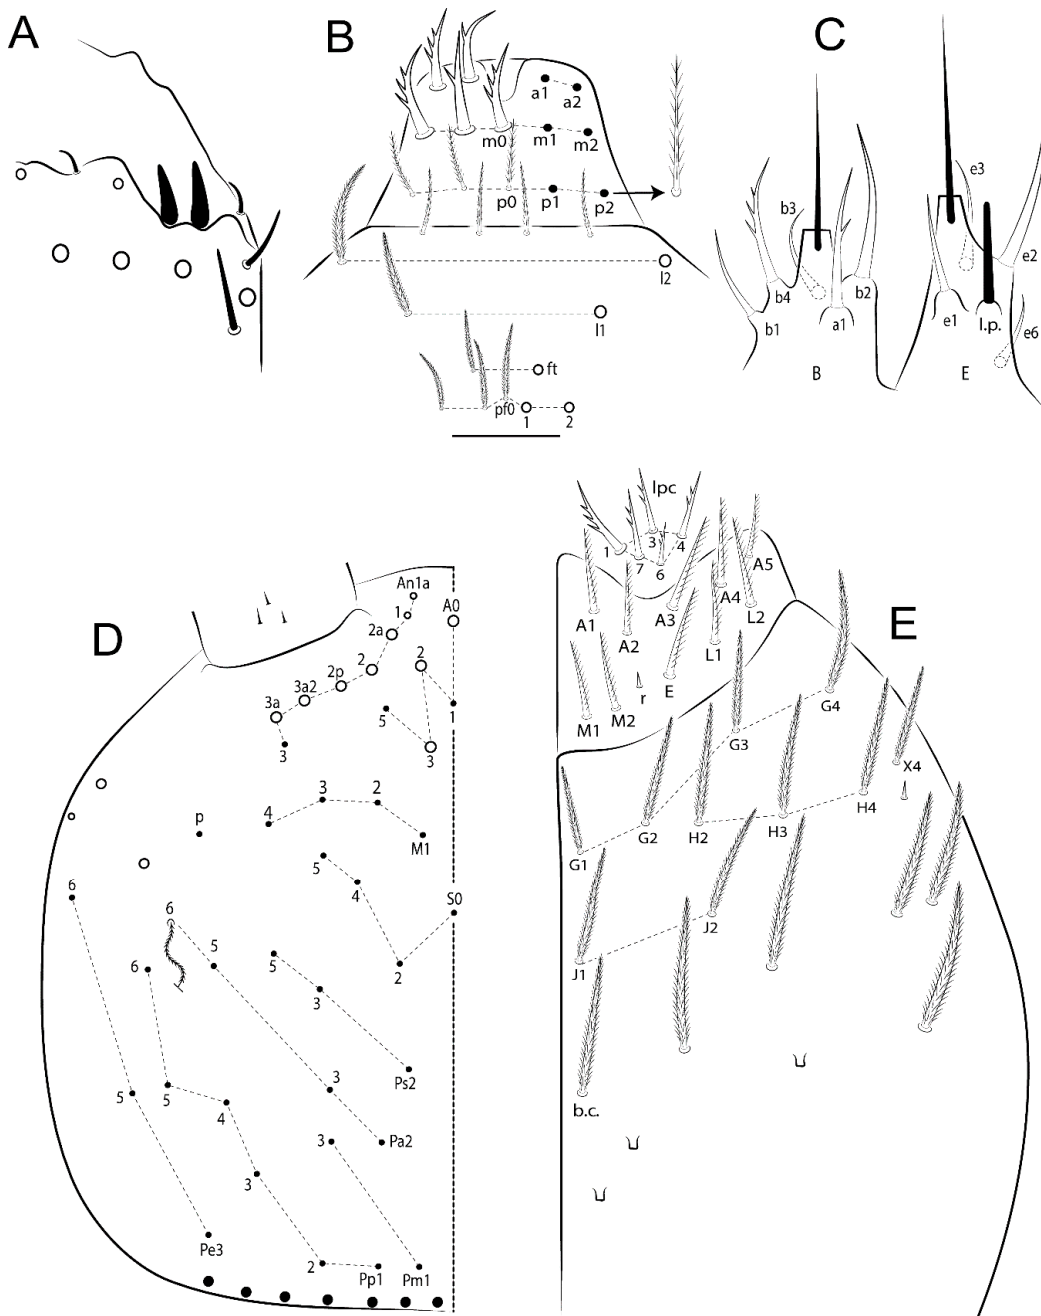 A
B
C
a1 a2
m0 m1 m2
p0 p1 p2
l2
l1
ft
pf0 1 2
b3
b4
b1
a1
b2
B
e3
e2
e1
l.p.
e6
E
D
An1a
1
A0
2a
2
2
2p
3a2
3a
5
1
3
3
3
2
4
p
M1
5
4
S0
6
6
5
5
2
6
3
Ps2
5
5
3
4
3
Pa2
3
Pe3
2
Pp1
Pm1
E
lpc
1
3
4
7
6
A5
A4
A1
A2
A3
L1
L2
r
E
M1
M2
G4
G3
X4
G1
G2
H2
H3
H4
J2
J1
b.c.